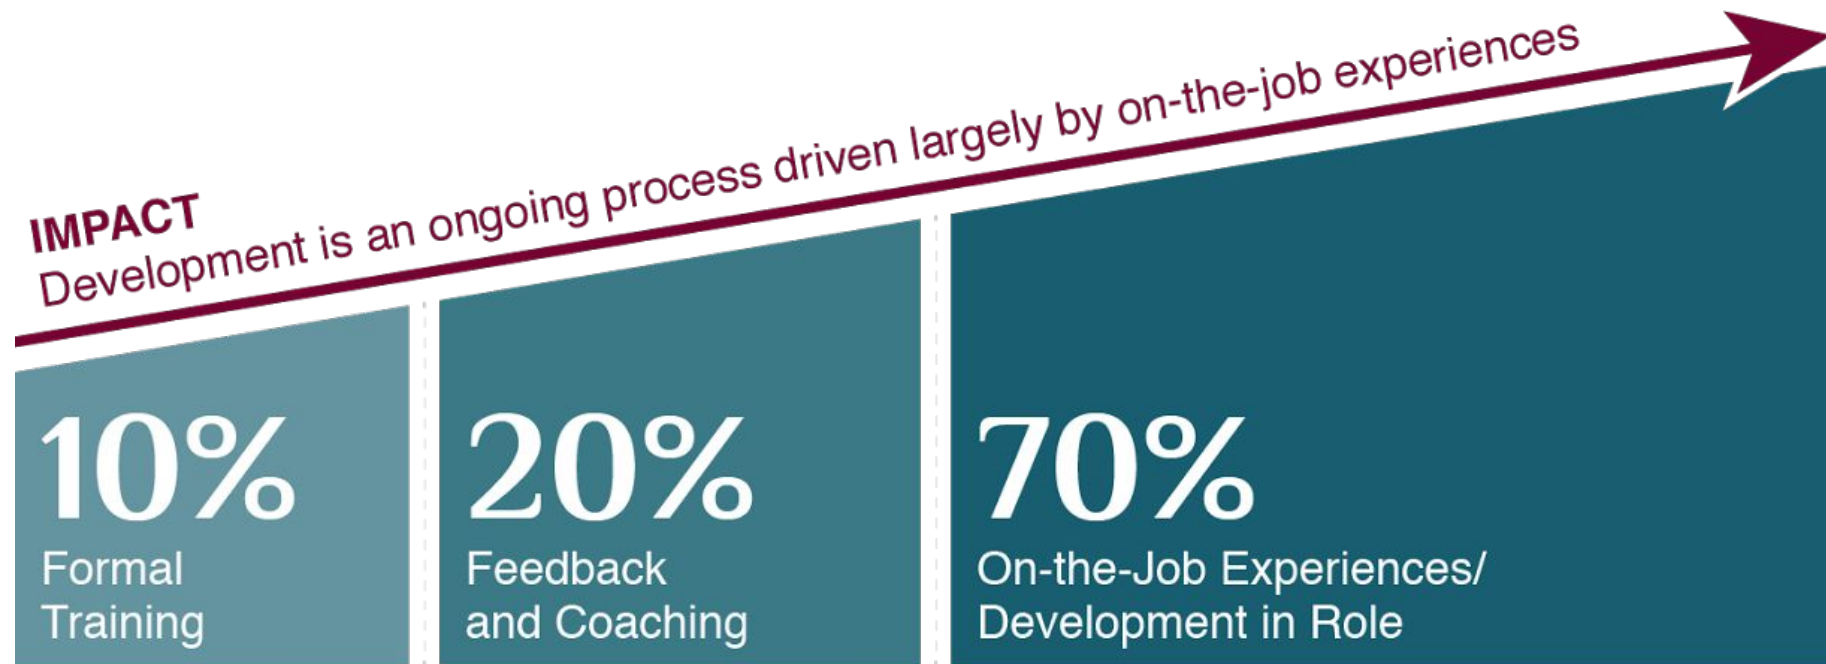 IMPACT
Development is an ongoing process driven largely by on-the-job experiences
10%
Formal
Training
20%
Feedback
and Coaching
70%
On-the-Job Experiences/
Development in Role